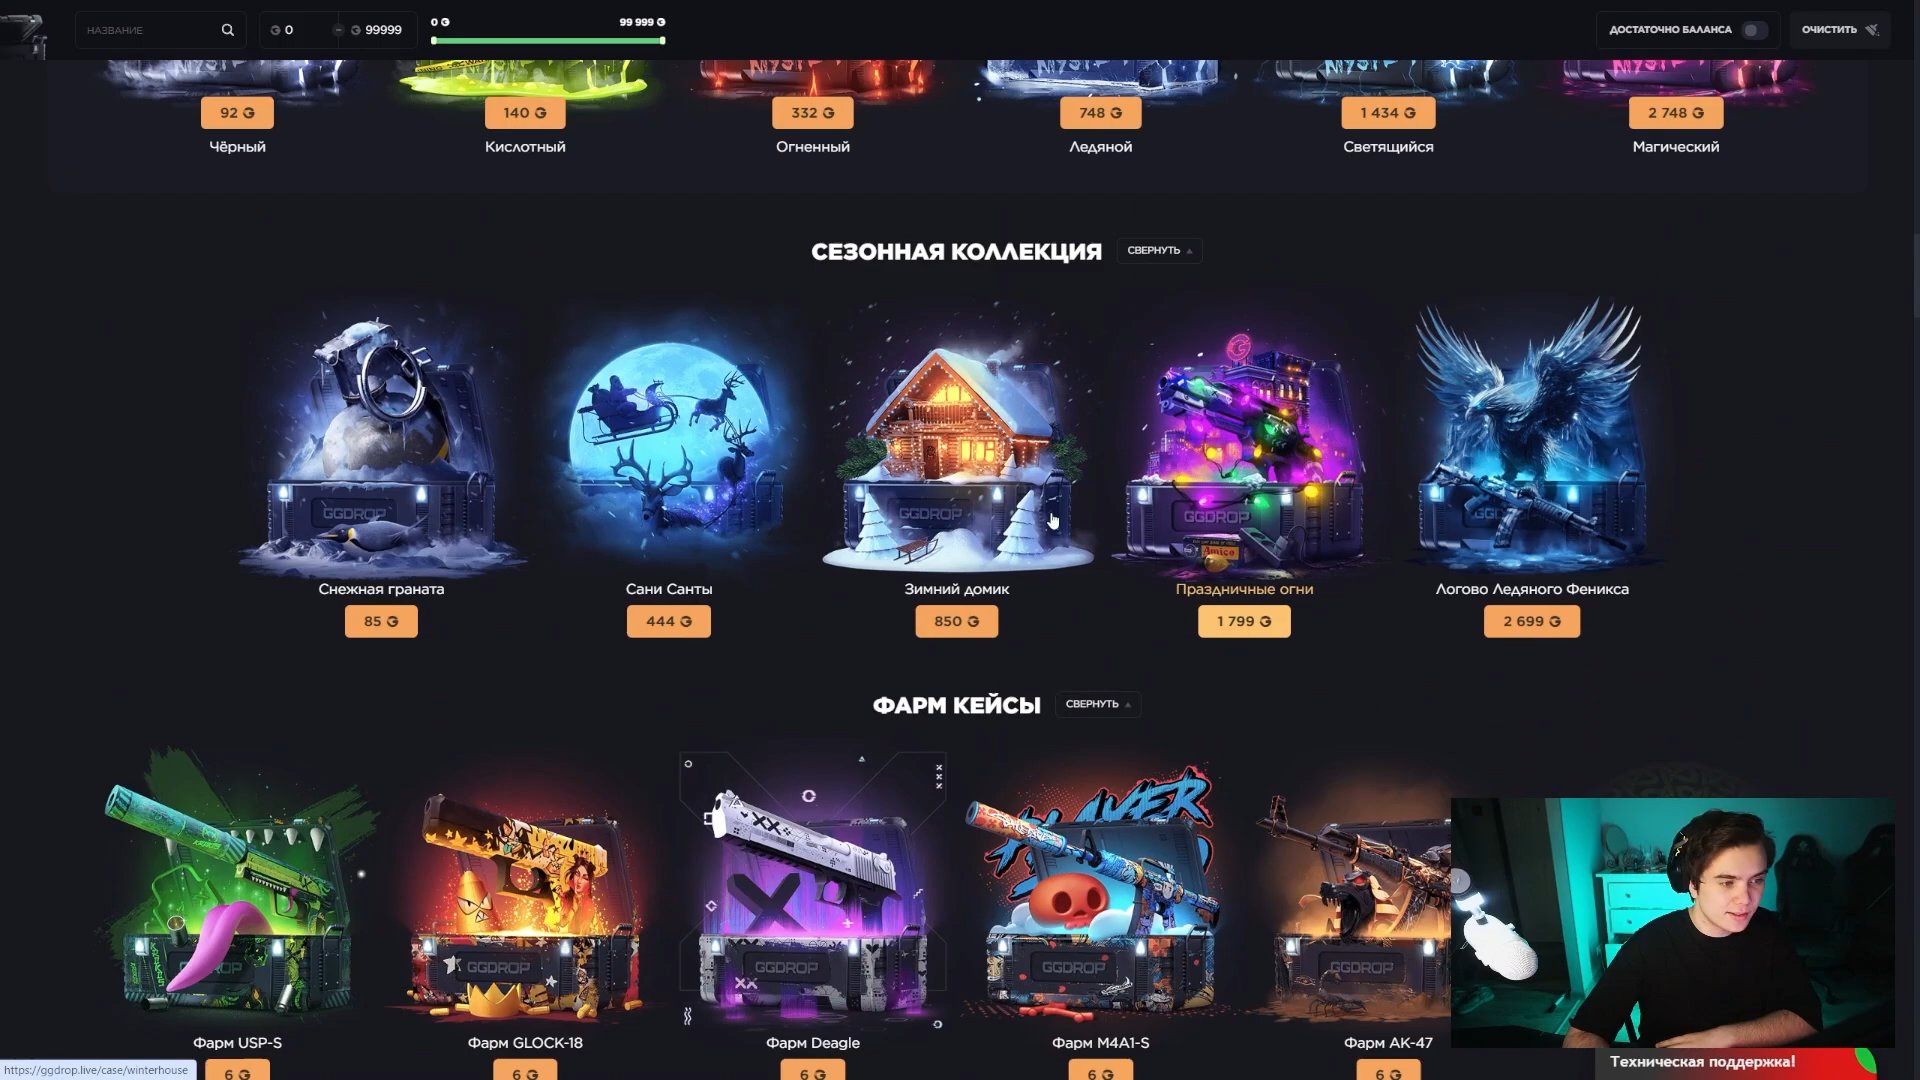 НАЗВАНИЕ
0
99999
0 G
99 999 G
ДОСТАТОЧНО БАЛАНСА
ОЧИСТИТЬ
92 G
140 G
332 G
748 G
1 434 G
2 748 G
Чёрный
Кислотный
Огненный
Ледяной
Светящийся
Магический
СЕЗОННАЯ КОЛЛЕКЦИЯ
СВЕРНУТЬ
GGDROP
GGDROP
GGDROP
Amico
Снежная граната
Сани Санты
Зимний домик
Праздничные огни
Логово Ледяного Феникса
85 G
444 G
850 G
1 799 G
2 699 G
ФАРМ КЕЙСЫ
СВЕРНУТЬ
GGDROP
GGDROP
GGDROP
GGDROP
Фарм USP-S
Фарм GLOCK-18
Фарм Deagle
Фарм M4A1-S
Фарм AK-47
6 G
6 G
6 G
6 G
6 G
Техническая поддержка!
https://ggdrop.live/case/winterhouse